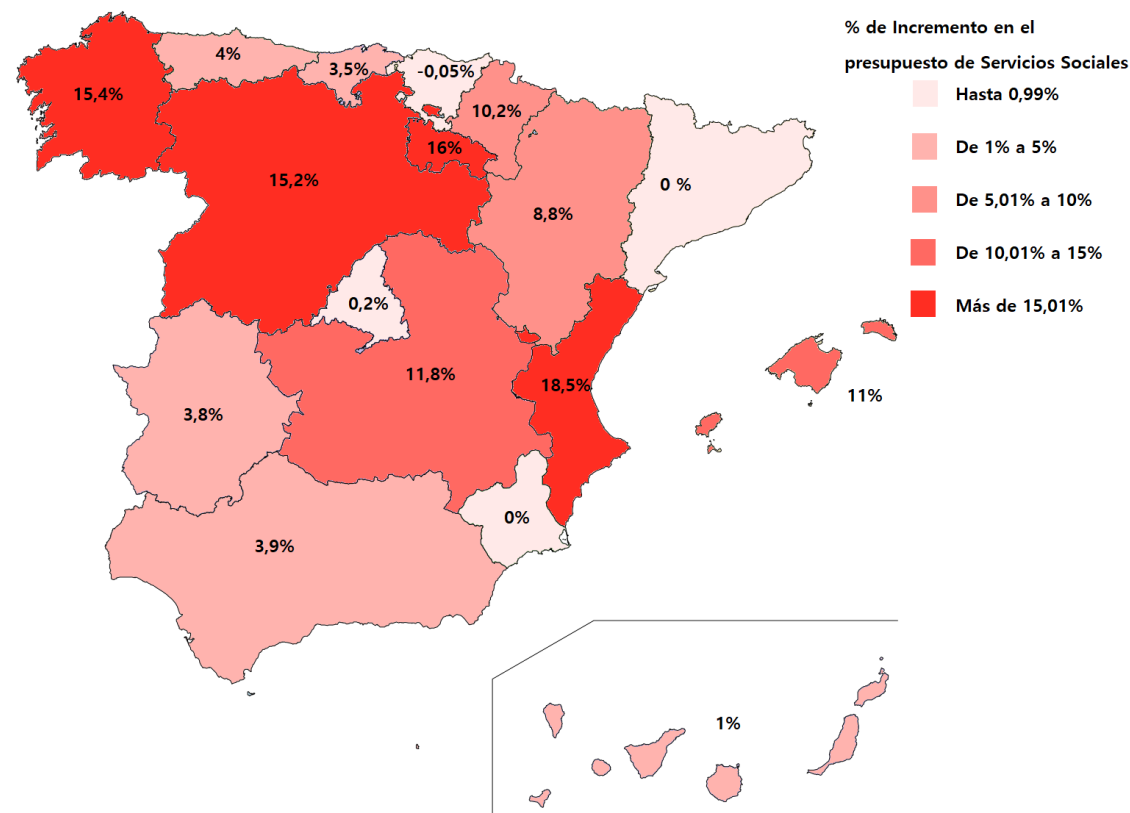 % de Incremento en el
presupuesto de Servicios Sociales
Hasta 0,99%
De 1% a 5%
De 5,01% a 10%
De 10,01% a 15%
Más de 15,01%
4%
3,5%
-0,05%
15,4%
10,2%
16%
15,2%
0 %
8,8%
0,2%
11,8%
18,5%
11%
3,8%
0%
3,9%
1%